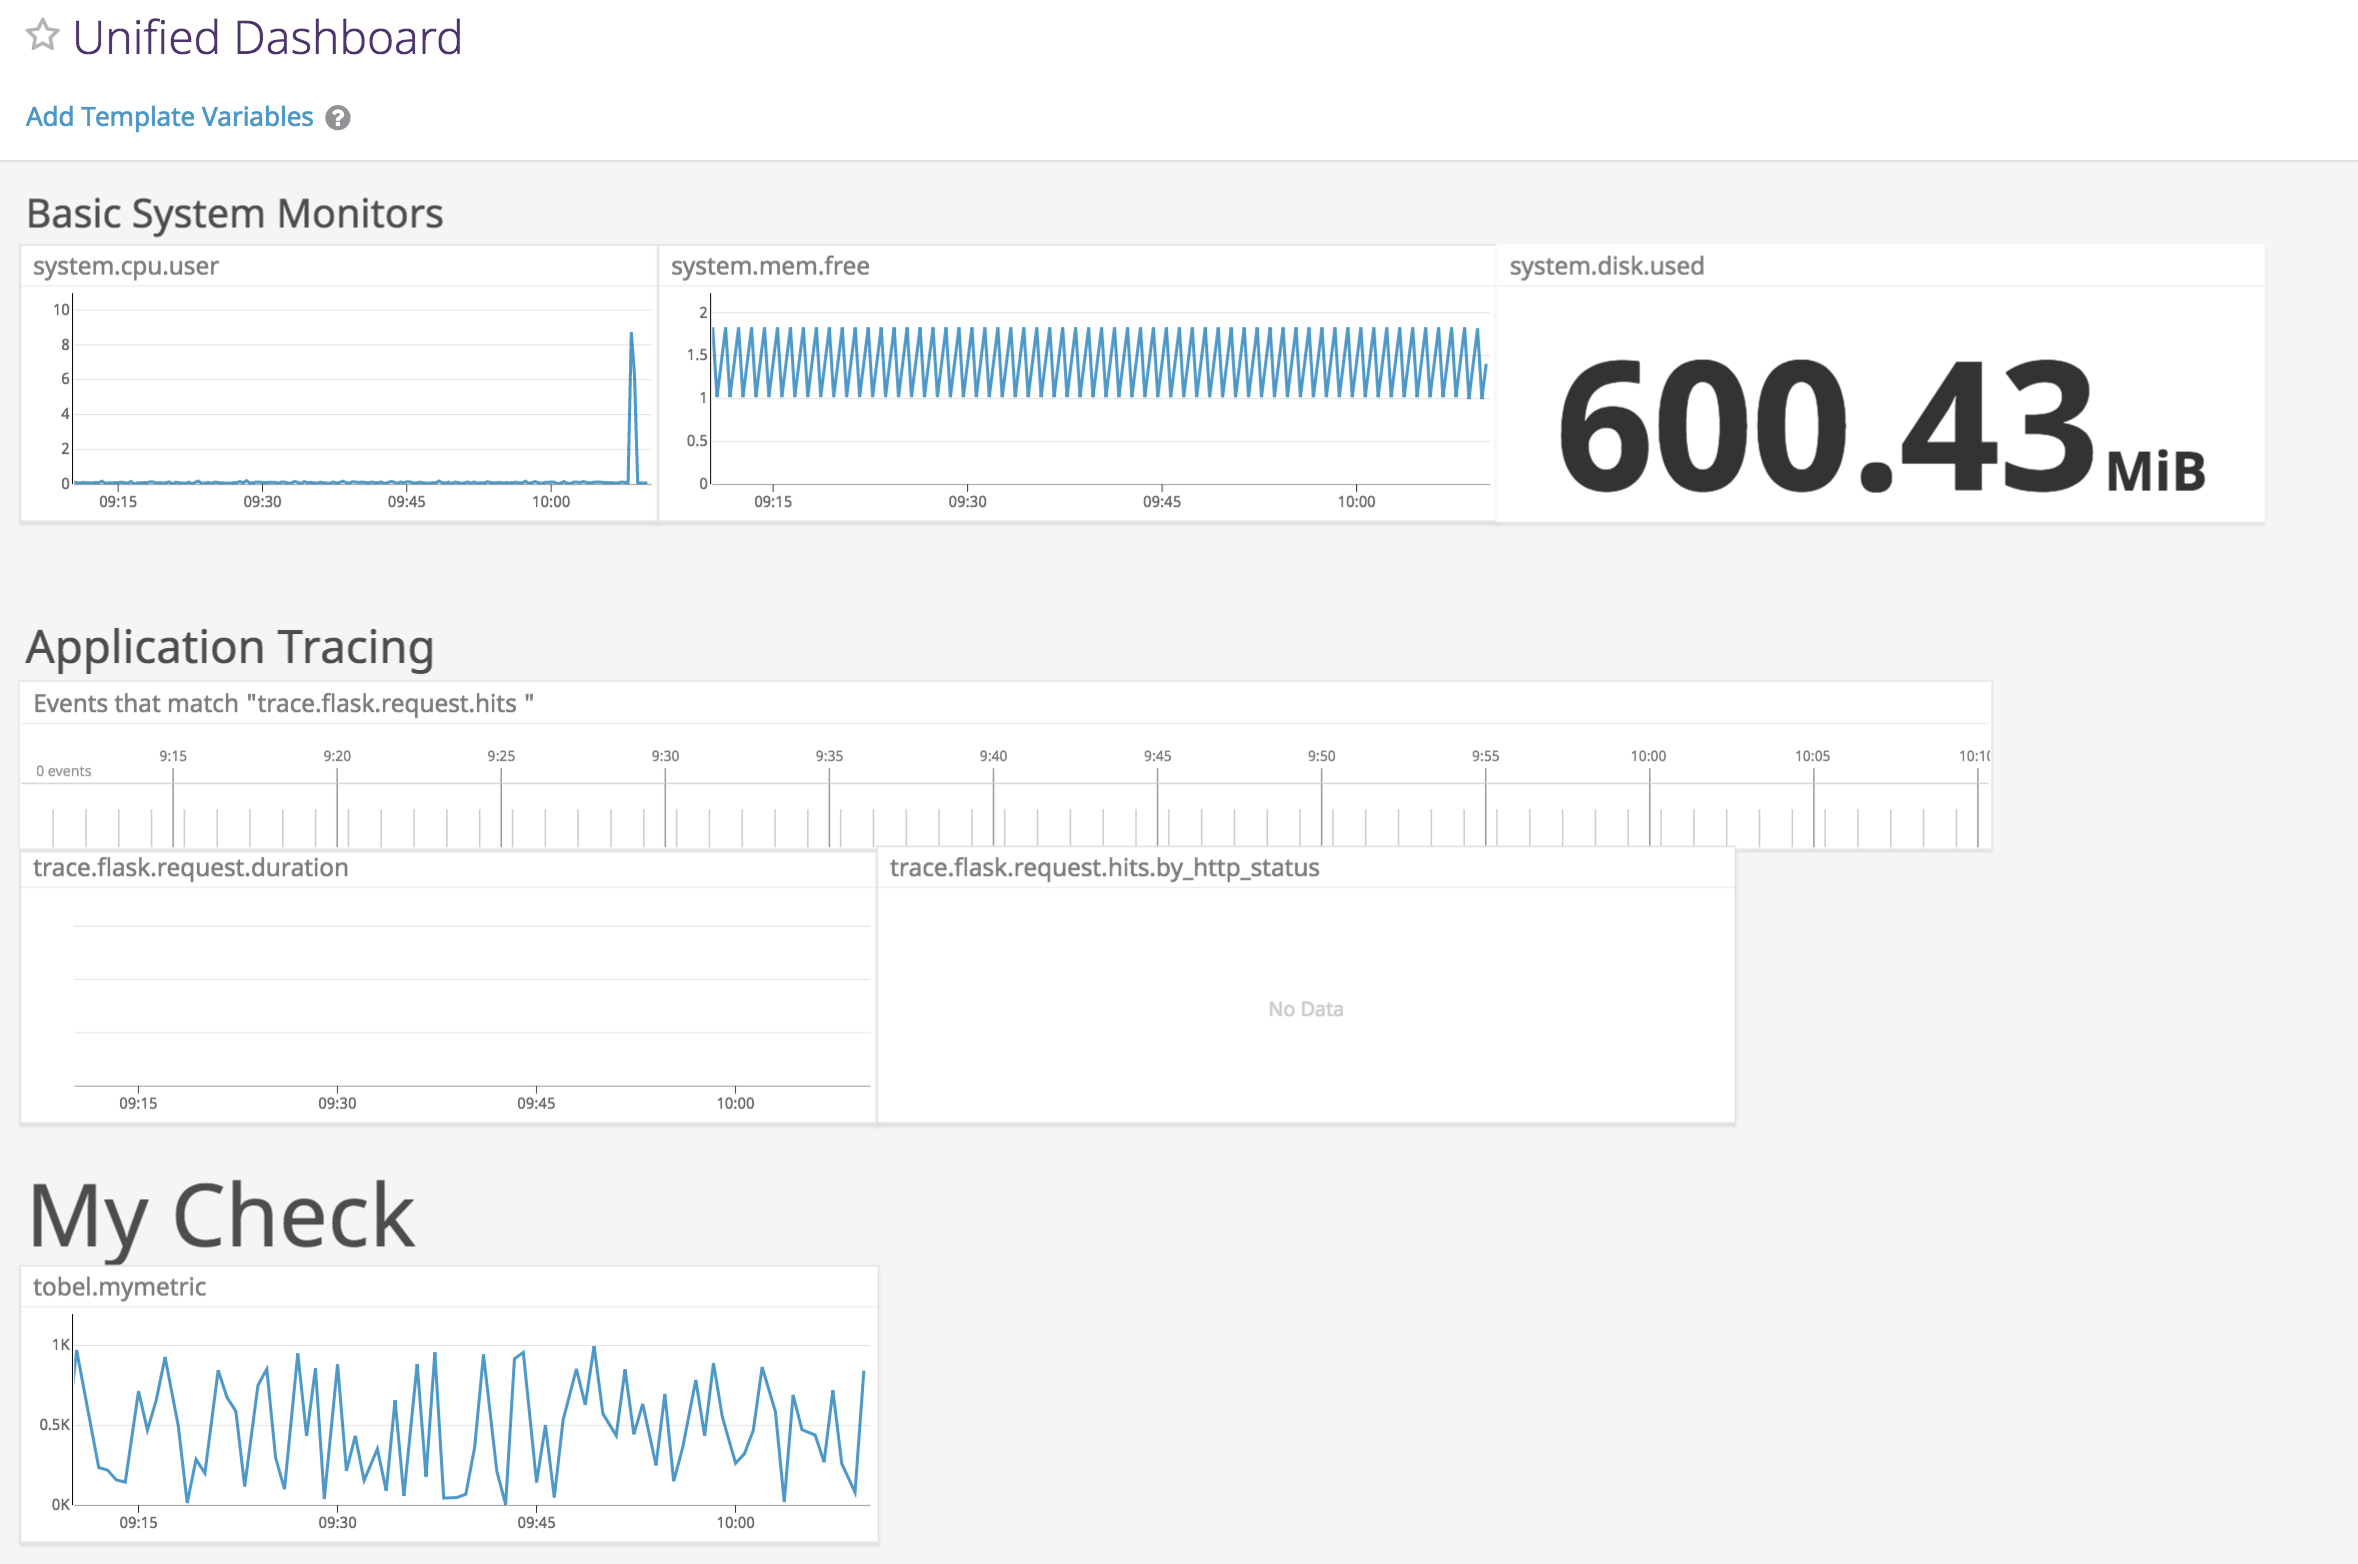 Unified Dashboard
Add Template Variables ?
Basic System Monitors
system.cpu.user
10
8
6
4
2
0
09:15 09:30 09:45 10:00
system.mem.free
2
1.5
1
0.5
0
09:15 09:30 09:45 10:00
system.disk.used
600.43 MiB
Application Tracing
Events that match "trace.flask.request.hits "
9:15 9:20 9:25 9:30 9:35 9:40 9:45 9:50 9:55 10:00 10:05 10:10
0 events
trace.flask.request.duration
09:15 09:30 09:45 10:00
trace.flask.request.hits.by_http_status
No Data
My Check
tobel.mymetric
1K
0.5K
0K
09:15 09:30 09:45 10:00